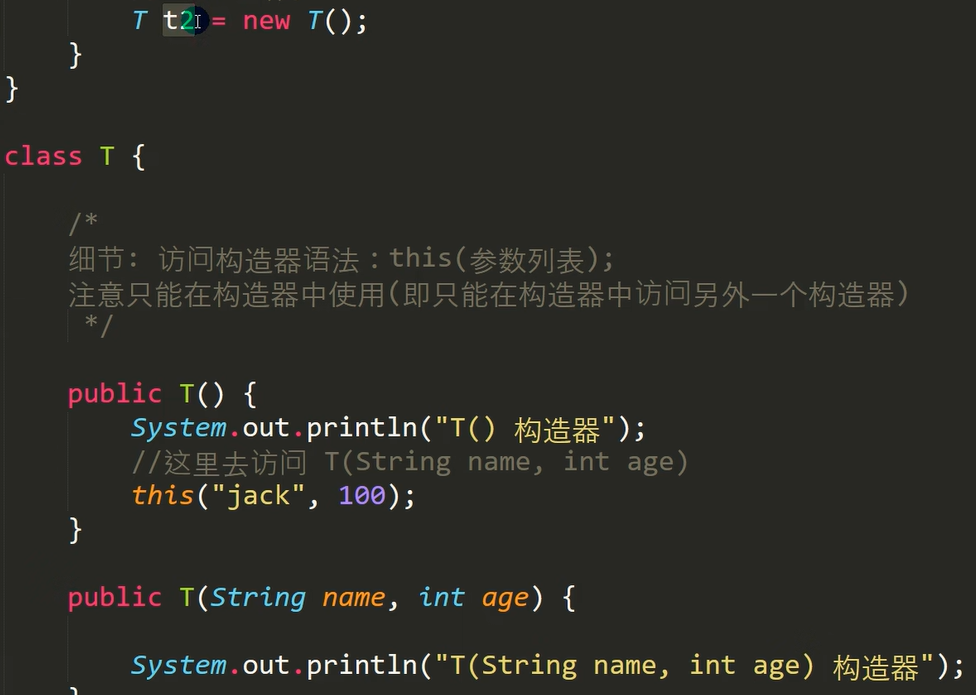 T t2 = new T();
}
}
class T {
/*
细节: 访问构造器语法：this(参数列表);
注意只能在构造器中使用(即只能在构造器中访问另外一个构造器)
*/
public T() {
System.out.println("T() 构造器");
//这里去访问 T(String name, int age)
this("jack", 100);
}
public T(String name, int age) {
System.out.println("T(String name, int age) 构造器");
}